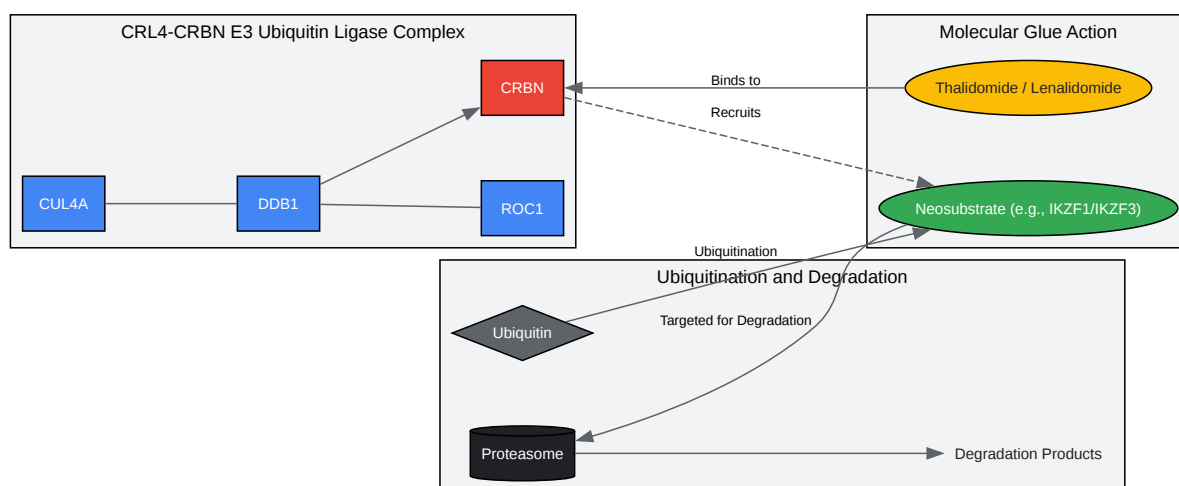 CRL4-CRBN E3 Ubiquitin Ligase Complex
Molecular Glue Action
CRBN
Binds to
Thalidomide / Lenalidomide
Recruits
CUL4A
DDB1
ROC1
Neosubstrate (e.g., IKZF1/IKZF3)
Ubiquitination
Ubiquitination and Degradation
Ubiquitin
Targeted for Degradation
Proteasome
Degradation Products